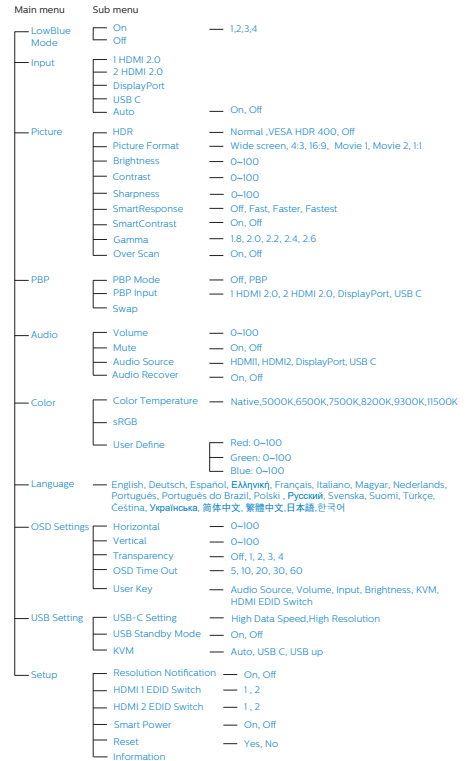 Main menu Sub menu
LowBlue Mode On 1,2,3,4
Off
Input 1 HDMI 2.0
2 HDMI 2.0
DisplayPort
USB C
Auto On, Off
Picture HDR Normal ,VESA HDR 400, Off
Picture Format Wide screen, 4:3, 16:9, Movie 1, Movie 2, 1:1
Brightness 0~100
Contrast 0~100
Sharpness 0~100
SmartResponse Off, Fast, Faster, Fastest
SmartContrast On, Off
Gamma 1.8, 2.0, 2.2, 2.4, 2.6
Over Scan On, Off
PBP PBP Mode Off, PBP
PBP Input 1 HDMI 2.0, 2 HDMI 2.0, DisplayPort, USB C
Swap
Audio Volume 0~100
Mute On, Off
Audio Source HDMI1, HDMI2, DisplayPort, USB C
Audio Recover On, Off
Color Color Temperature Native,5000K,6500K,7500K,8200K,9300K,11500K
sRGB
User Define Red: 0~100
Green: 0~100
Blue: 0~100
Language English, Deutsch, Español, Ελληνική, Français, Italiano, Magyar, Nederlands,
Português, Português do Brazil, Polski , Русский, Svenska, Suomi, Türkçe,
Čeština, Українська, 简体中文, 繁體中文,日本語,한국어
OSD Settings Horizontal 0~100
Vertical 0~100
Transparency Off, 1, 2, 3, 4
OSD Time Out 5, 10, 20, 30, 60
User Key Audio Source, Volume, Input, Brightness, KVM,
HDMI EDID Switch
USB Setting USB-C Setting High Data Speed,High Resolution
USB Standby Mode On, Off
KVM Auto, USB C, USB up
Setup Resolution Notification On, Off
HDMI 1 EDID Switch 1 , 2
HDMI 2 EDID Switch 1 , 2
Smart Power On, Off
Reset Yes, No
Information